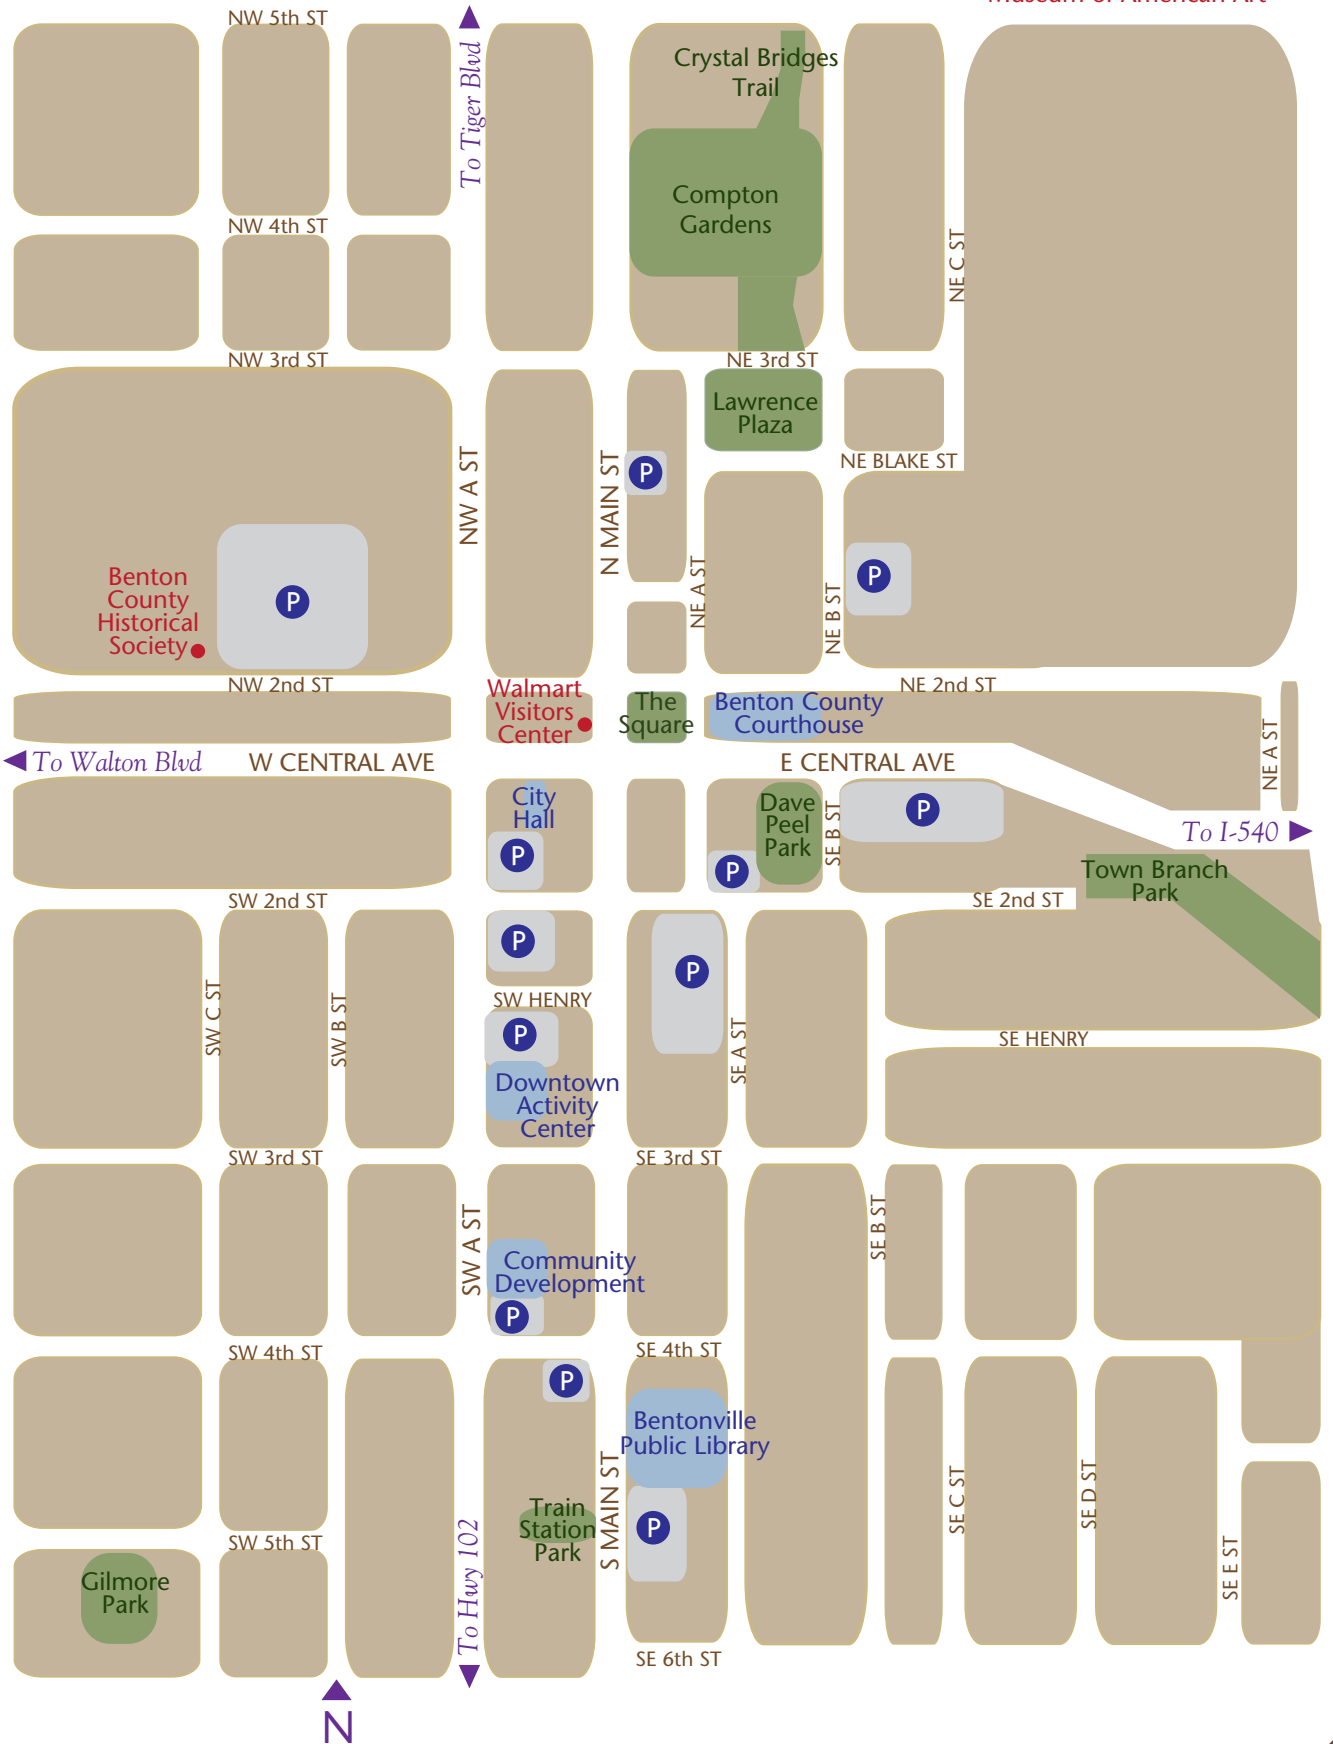 Museum of American Art
NW 5th ST
To Tiger Blvd
Crystal Bridges
Trail
Compton
Gardens
NW 4th ST
NE C ST
NW 3rd ST
NE 3rd ST
Lawrence
Plaza
NE BLAKE ST
NW A ST
N MAIN ST
P
P
P
Benton
County
Historical
Society
NE A ST
NE B ST
NW 2nd ST
NE 2nd ST
Walmart
Visitors
Center
The
Square
Benton County
Courthouse
NE A ST
To Walton Blvd
W CENTRAL AVE
E CENTRAL AVE
City
Hall
P
Dave
Peel
Park
P
SE B ST
P
To I-540
Town Branch
Park
SW 2nd ST
SE 2nd ST
P
P
SW C ST
SW B ST
SW HENRY
P
SE A ST
SE HENRY
Downtown
Activity
Center
SW 3rd ST
SE 3rd ST
SW A ST
SE B ST
Community
Development
P
SW 4th ST
SE 4th ST
P
Bentonville
Public Library
S MAIN ST
SE C ST
SE D ST
Train
Station
Park
P
SW 5th ST
SE E ST
Gilmore
Park
To Hwy 102
SE 6th ST
N